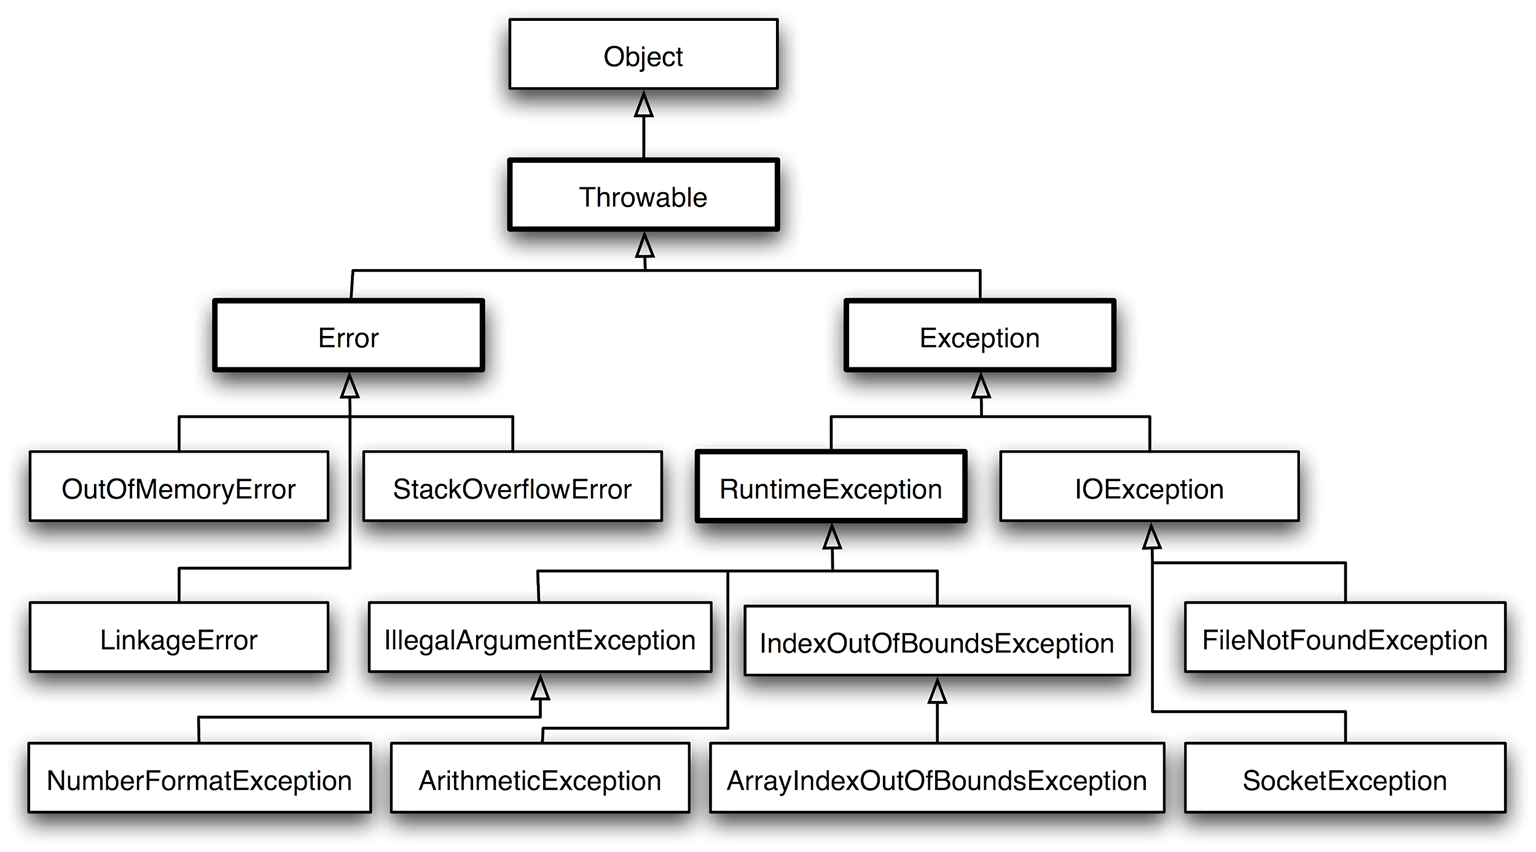 Object
Throwable
Error
Exception
OutOfMemoryError
StackOverflowError
RuntimeException
IOException
LinkageError
IllegalArgumentException
IndexOutOfBoundsException
FileNotFoundException
NumberFormatException
ArithmeticException
ArrayIndexOutOfBoundsException
SocketException